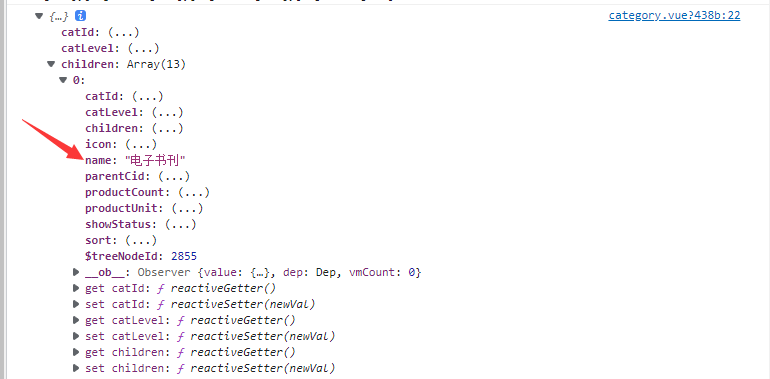 {…} i category.vue?438b:22
catId: (...)
catLevel: (...)
children: Array(13)
0:
catId: (...)
catLevel: (...)
children: (...)
icon: (...)
name: "电子书刊"
parentCid: (...)
productCount: (...)
productUnit: (...)
showStatus: (...)
sort: (...)
$treeNodeId: 2855
__ob__: Observer {value: {…}, dep: Dep, vmCount: 0}
get catId: ƒ reactiveGetter()
set catId: ƒ reactiveSetter(newVal)
get catLevel: ƒ reactiveGetter()
set catLevel: ƒ reactiveSetter(newVal)
get children: ƒ reactiveGetter()
set children: ƒ reactiveSetter(newVal)